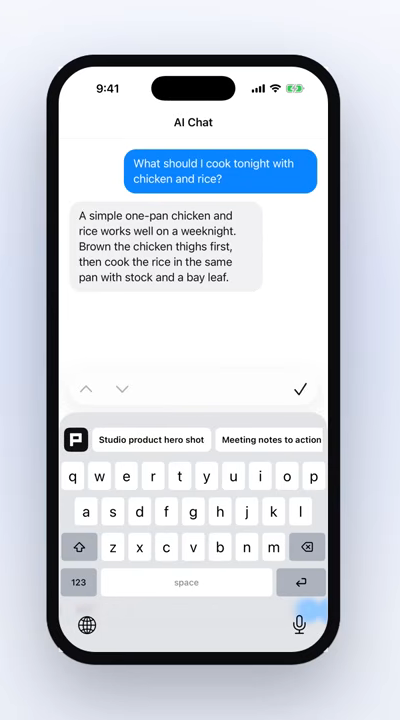 9:41
AI Chat
What should I cook tonight with
chicken and rice?
A simple one-pan chicken and
rice works well on a weeknight.
Brown the chicken thighs first,
then cook the rice in the same
pan with stock and a bay leaf.
P Studio product hero shot Meeting notes to action
q w e r t y u i o p
a s d f g h j k l
z x c v b n m
123 space